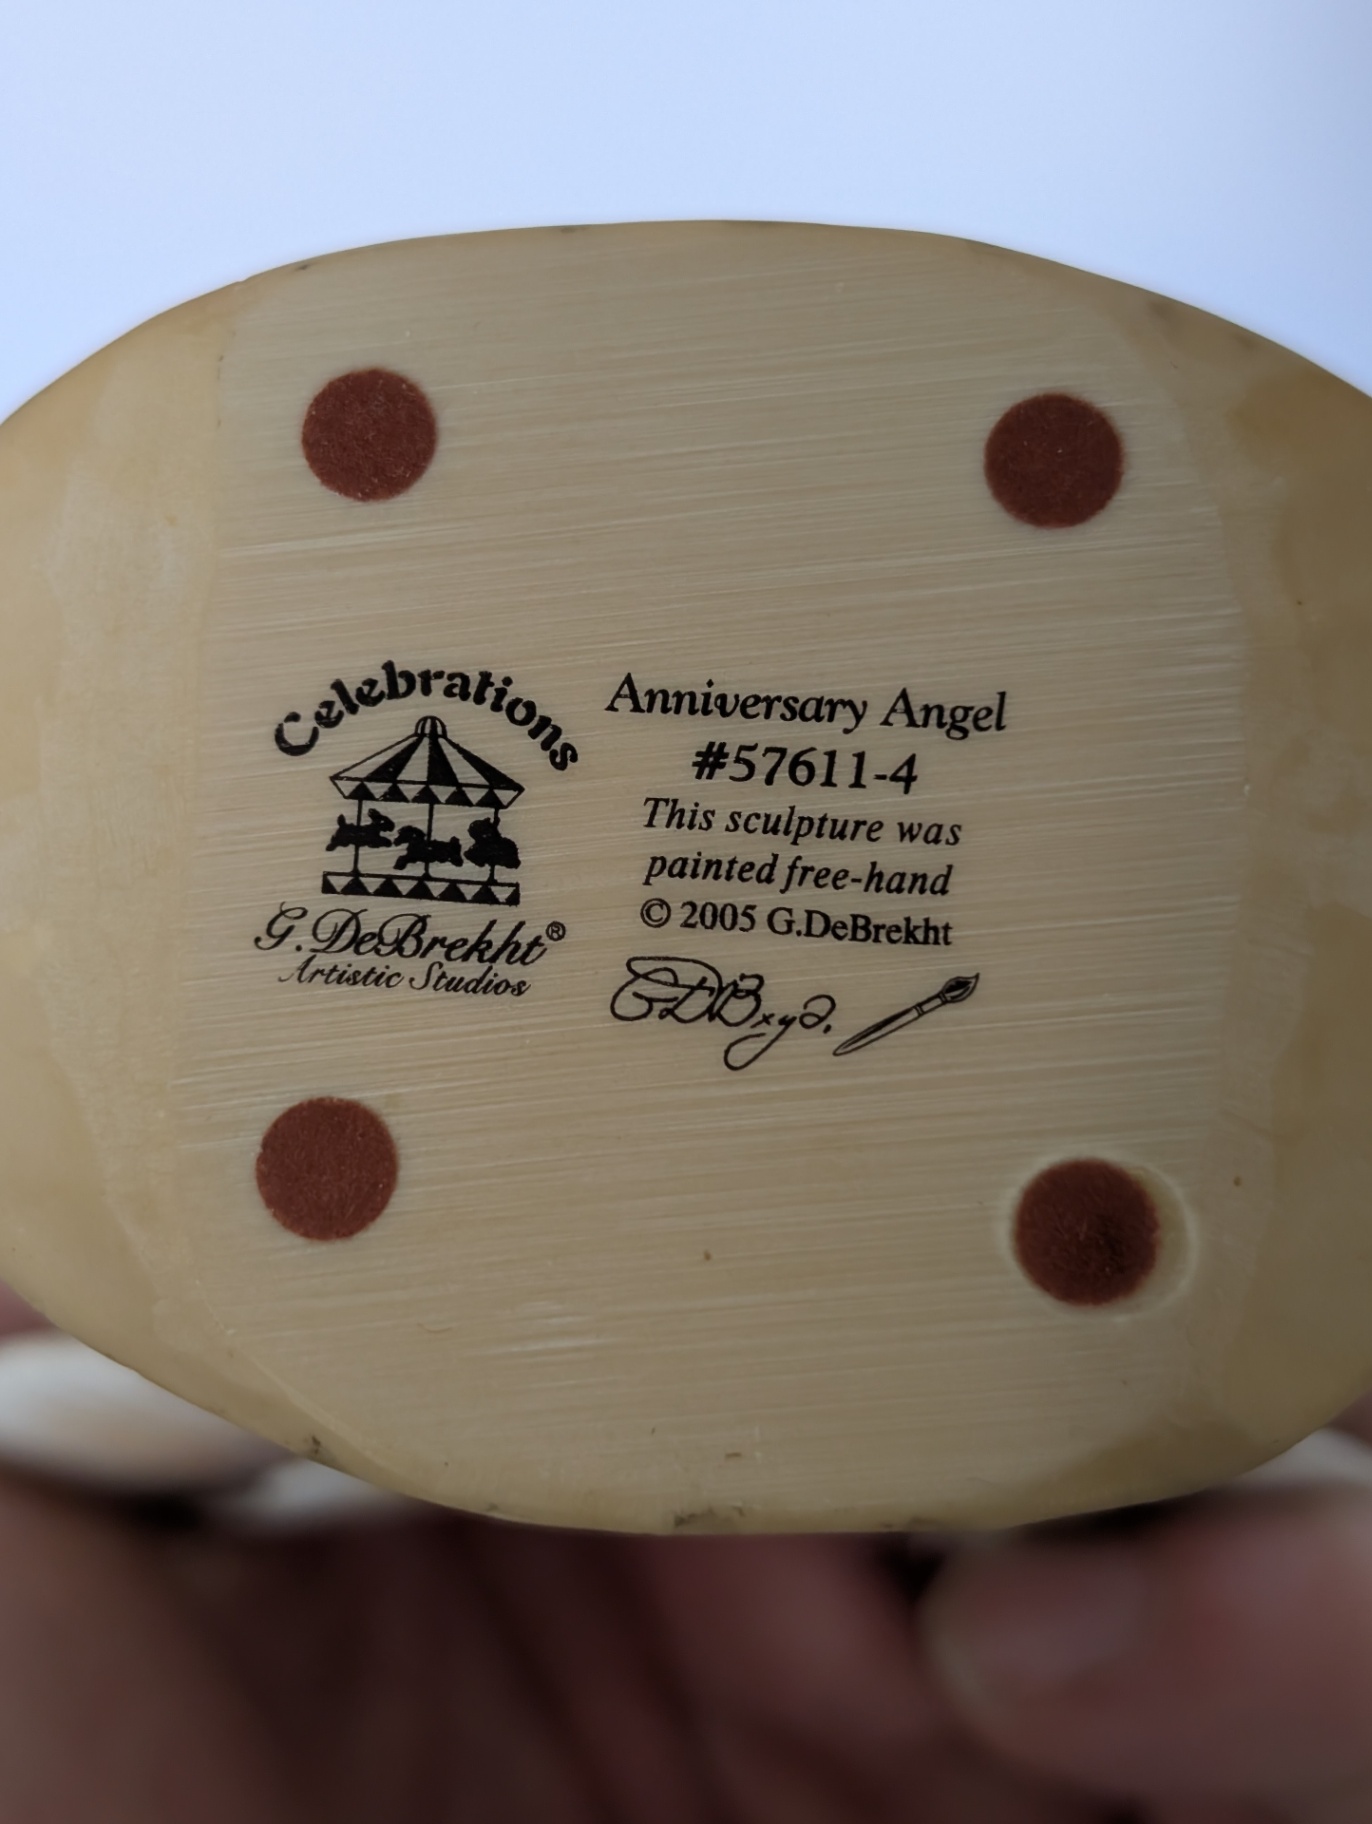 Celebrations
G.DeBrekht®
Artistic Studios
Anniversary Angel
#57611-4
This sculpture was
painted free-hand
© 2005 G.DeBrekht